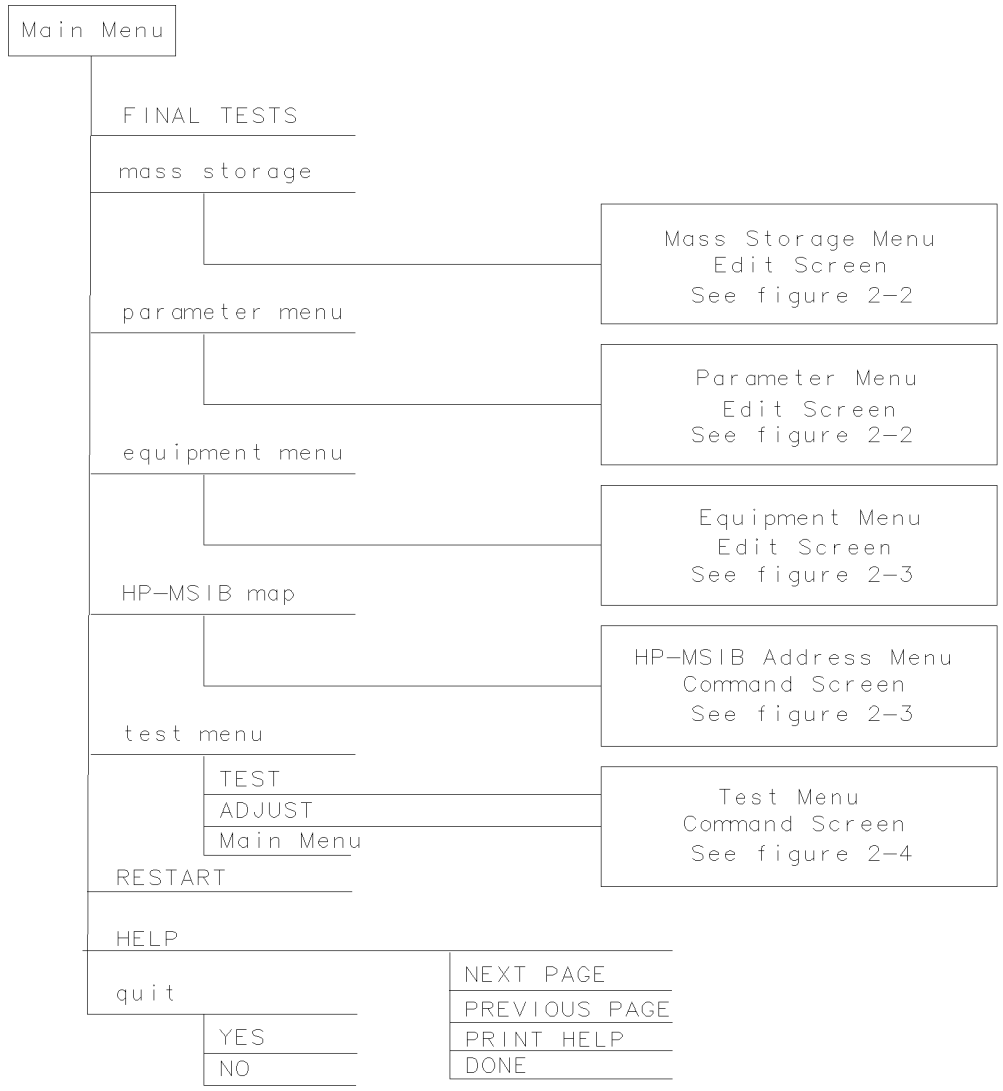 Main Menu
FINAL TESTS
mass storage
Mass Storage Menu
Edit Screen
See figure 2-2
parameter menu
Parameter Menu
Edit Screen
See figure 2-2
equipment menu
Equipment Menu
Edit Screen
See figure 2-3
HP-MSIB map
HP-MSIB Address Menu
Command Screen
See figure 2-3
test menu
TEST
ADJUST
Main Menu
Test Menu
Command Screen
See figure 2-4
RESTART
HELP
NEXT PAGE
PREVIOUS PAGE
PRINT HELP
DONE
quit
YES
NO